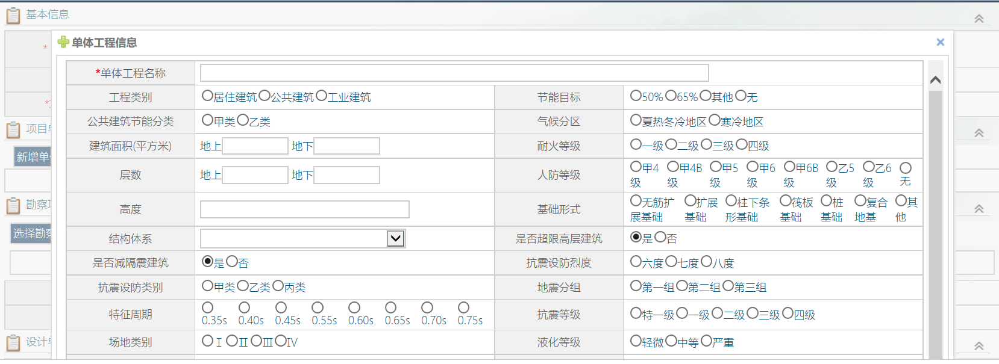 基本信息
*
单体工程信息
*单体工程名称
工程类别 居住建筑 公共建筑 工业建筑 节能目标 50% 65% 其他 无
*
公共建筑节能分类 甲类 乙类 气候分区 夏热冬冷地区 寒冷地区
项目
建筑面积(平方米) 地上 地下 耐火等级 一级 二级 三级 四级
新增单
层数 地上 地下 人防等级 甲4级 甲4B级 甲5级 甲6级 甲6B级 乙5级 乙6级 无
勘察
高度 基础形式 无筋扩展基础 扩展基础 柱下条形基础 筏板基础 桩基础 复合地基 其他
选择勘察
结构体系 是否超限高层建筑 是 否
是否减隔震建筑 是 否 抗震设防烈度 六度 七度 八度
抗震设防类别 甲类 乙类 丙类 地震分组 第一组 第二组 第三组
特征周期 0.35s 0.40s 0.45s 0.55s 0.60s 0.65s 0.70s 0.75s 抗震等级 特一级 一级 二级 三级 四级
设计
场地类别 I II III IV 液化等级 轻微 中等 严重